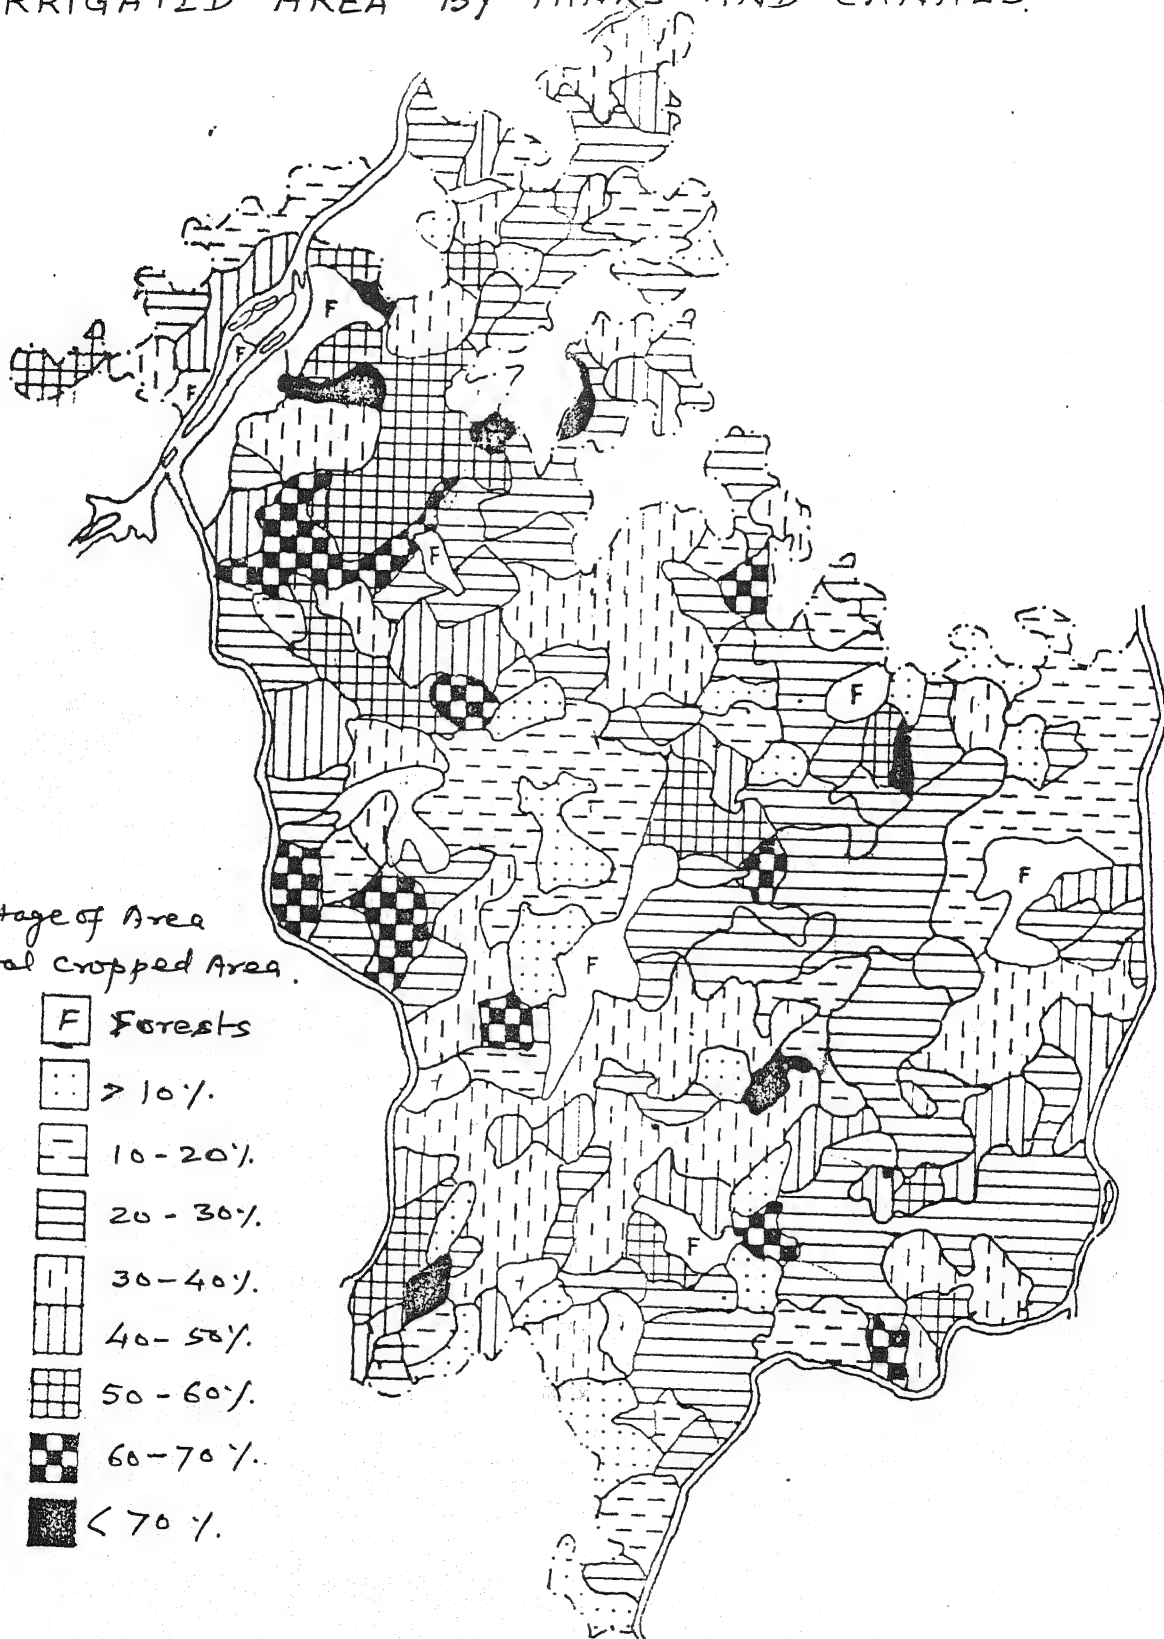 RRIGATED AREA By TANKS AND CANALS.
F
F
F
F
F
F
F
F
tage of Area
al cropped Area.
F Forests
> 10%.
10-20%.
20-30%.
30-40%.
40-50%.
50-60%.
60-70%.
< 70%.